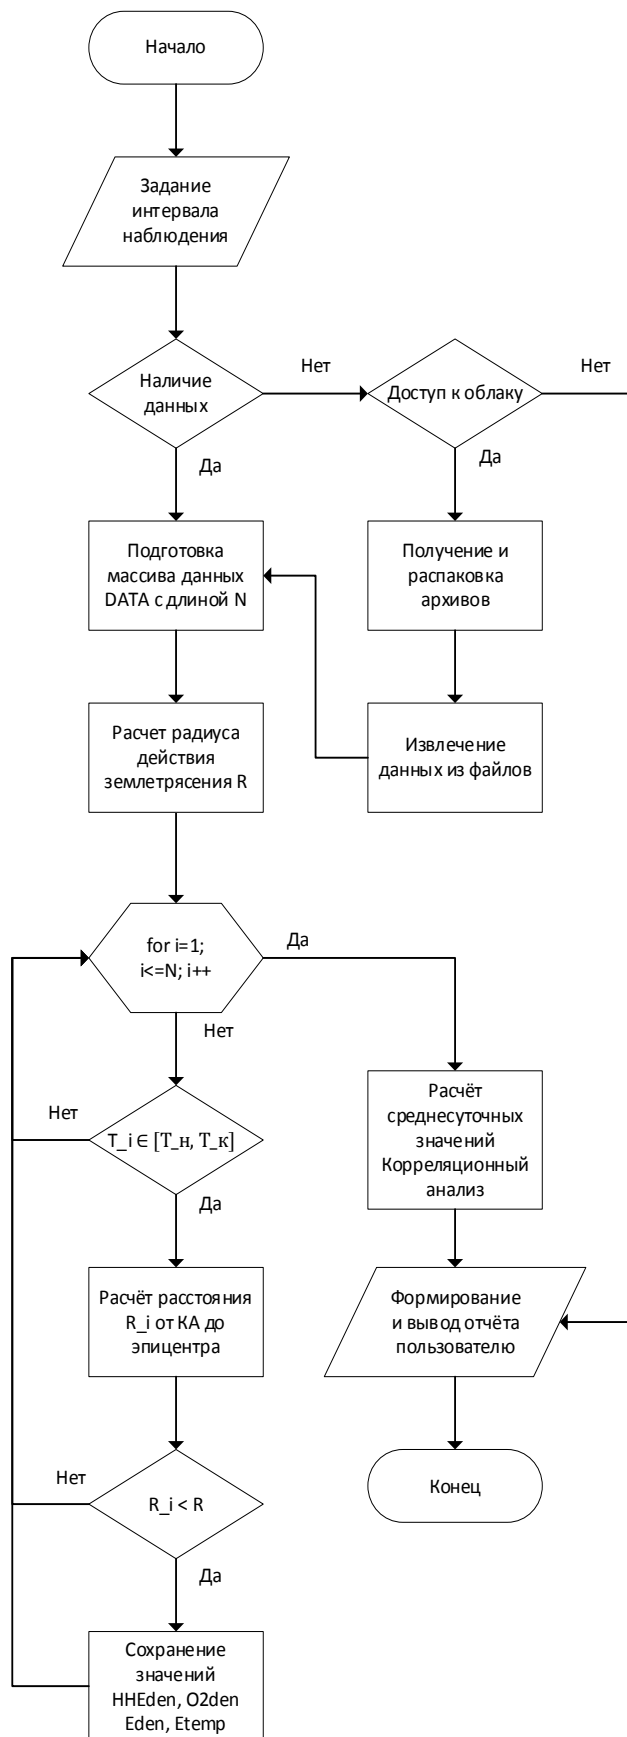 Начало
Задание
интервала
наблюдения
Наличие
данных
Нет
Доступ к облаку
Нет
Да
Да
Подготовка
массива данных
DATA с длиной N
Получение и
распаковка
архивов
Расчет радиуса
действия
землетрясения R
Извлечение
данных из файлов
for i=1;
i<=N; i++
Да
Нет
Нет
T_i ∈ [Т_н, Т_к]
Да
Расчёт
среднесуточных
значений
Корреляционный
анализ
Расчёт расстояния
R_i от КА до
эпицентра
Формирование
и вывод отчёта
пользователю
Нет
R_i < R
Да
Конец
Сохранение
значений
HHEden, O2den
Eden, Etemp